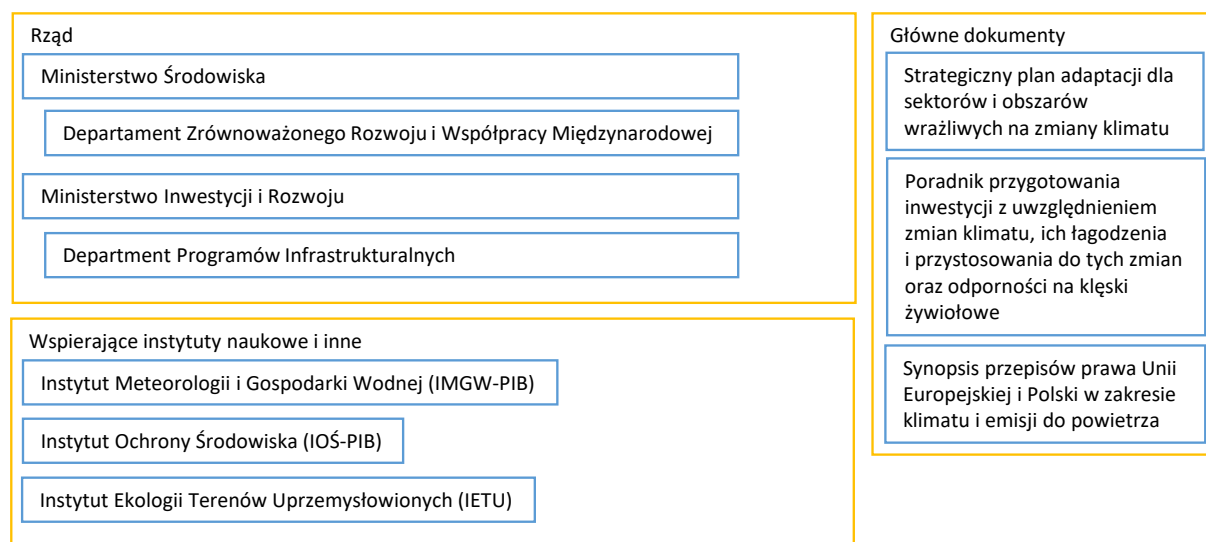 Rząd
Ministerstwo Środowiska
Departament Zrównoważonego Rozwoju i Współpracy Międzynarodowej
Ministerstwo Inwestycji i Rozwoju
Department Programów Infrastrukturalnych
Wspierające instytuty naukowe i inne
Instytut Meteorologii i Gospodarki Wodnej (IMGW-PIB)
Instytut Ochrony Środowiska (IOŚ-PIB)
Instytut Ekologii Terenów Uprzemysłowionych (IETU)
Główne dokumenty
Strategiczny plan adaptacji dla
sektorów i obszarów
wrażliwych na zmiany klimatu
Poradnik przygotowania
inwestycji z uwzględnieniem
zmian klimatu, ich łagodzenia
i przystosowania do tych zmian
oraz odporności na klęski
żywiołowe
Synopsis przepisów prawa Unii
Europejskiej i Polski w zakresie
klimatu i emisji do powietrza